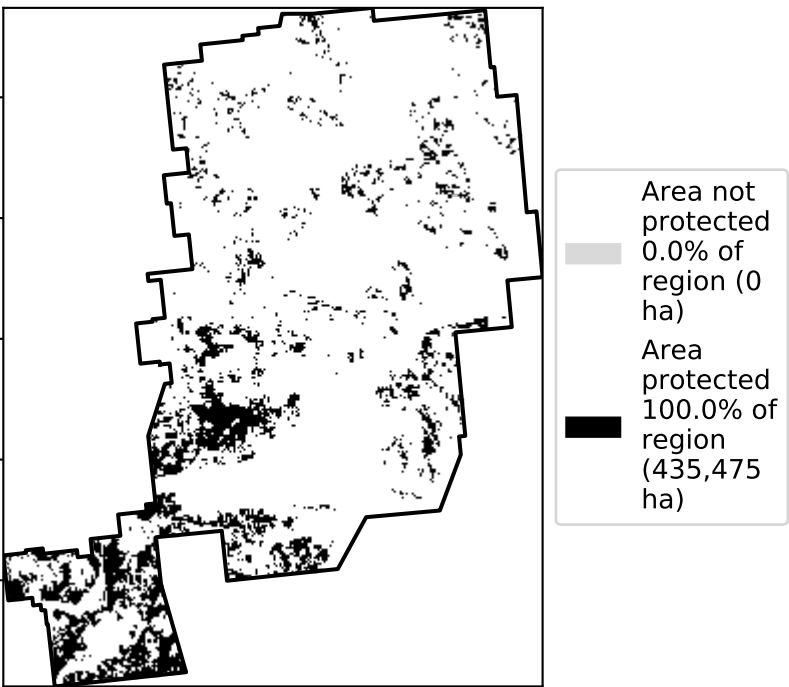 Area not
protected
0.0% of
region (0
ha)
Area
protected
100.0% of
region
(435,475
ha)